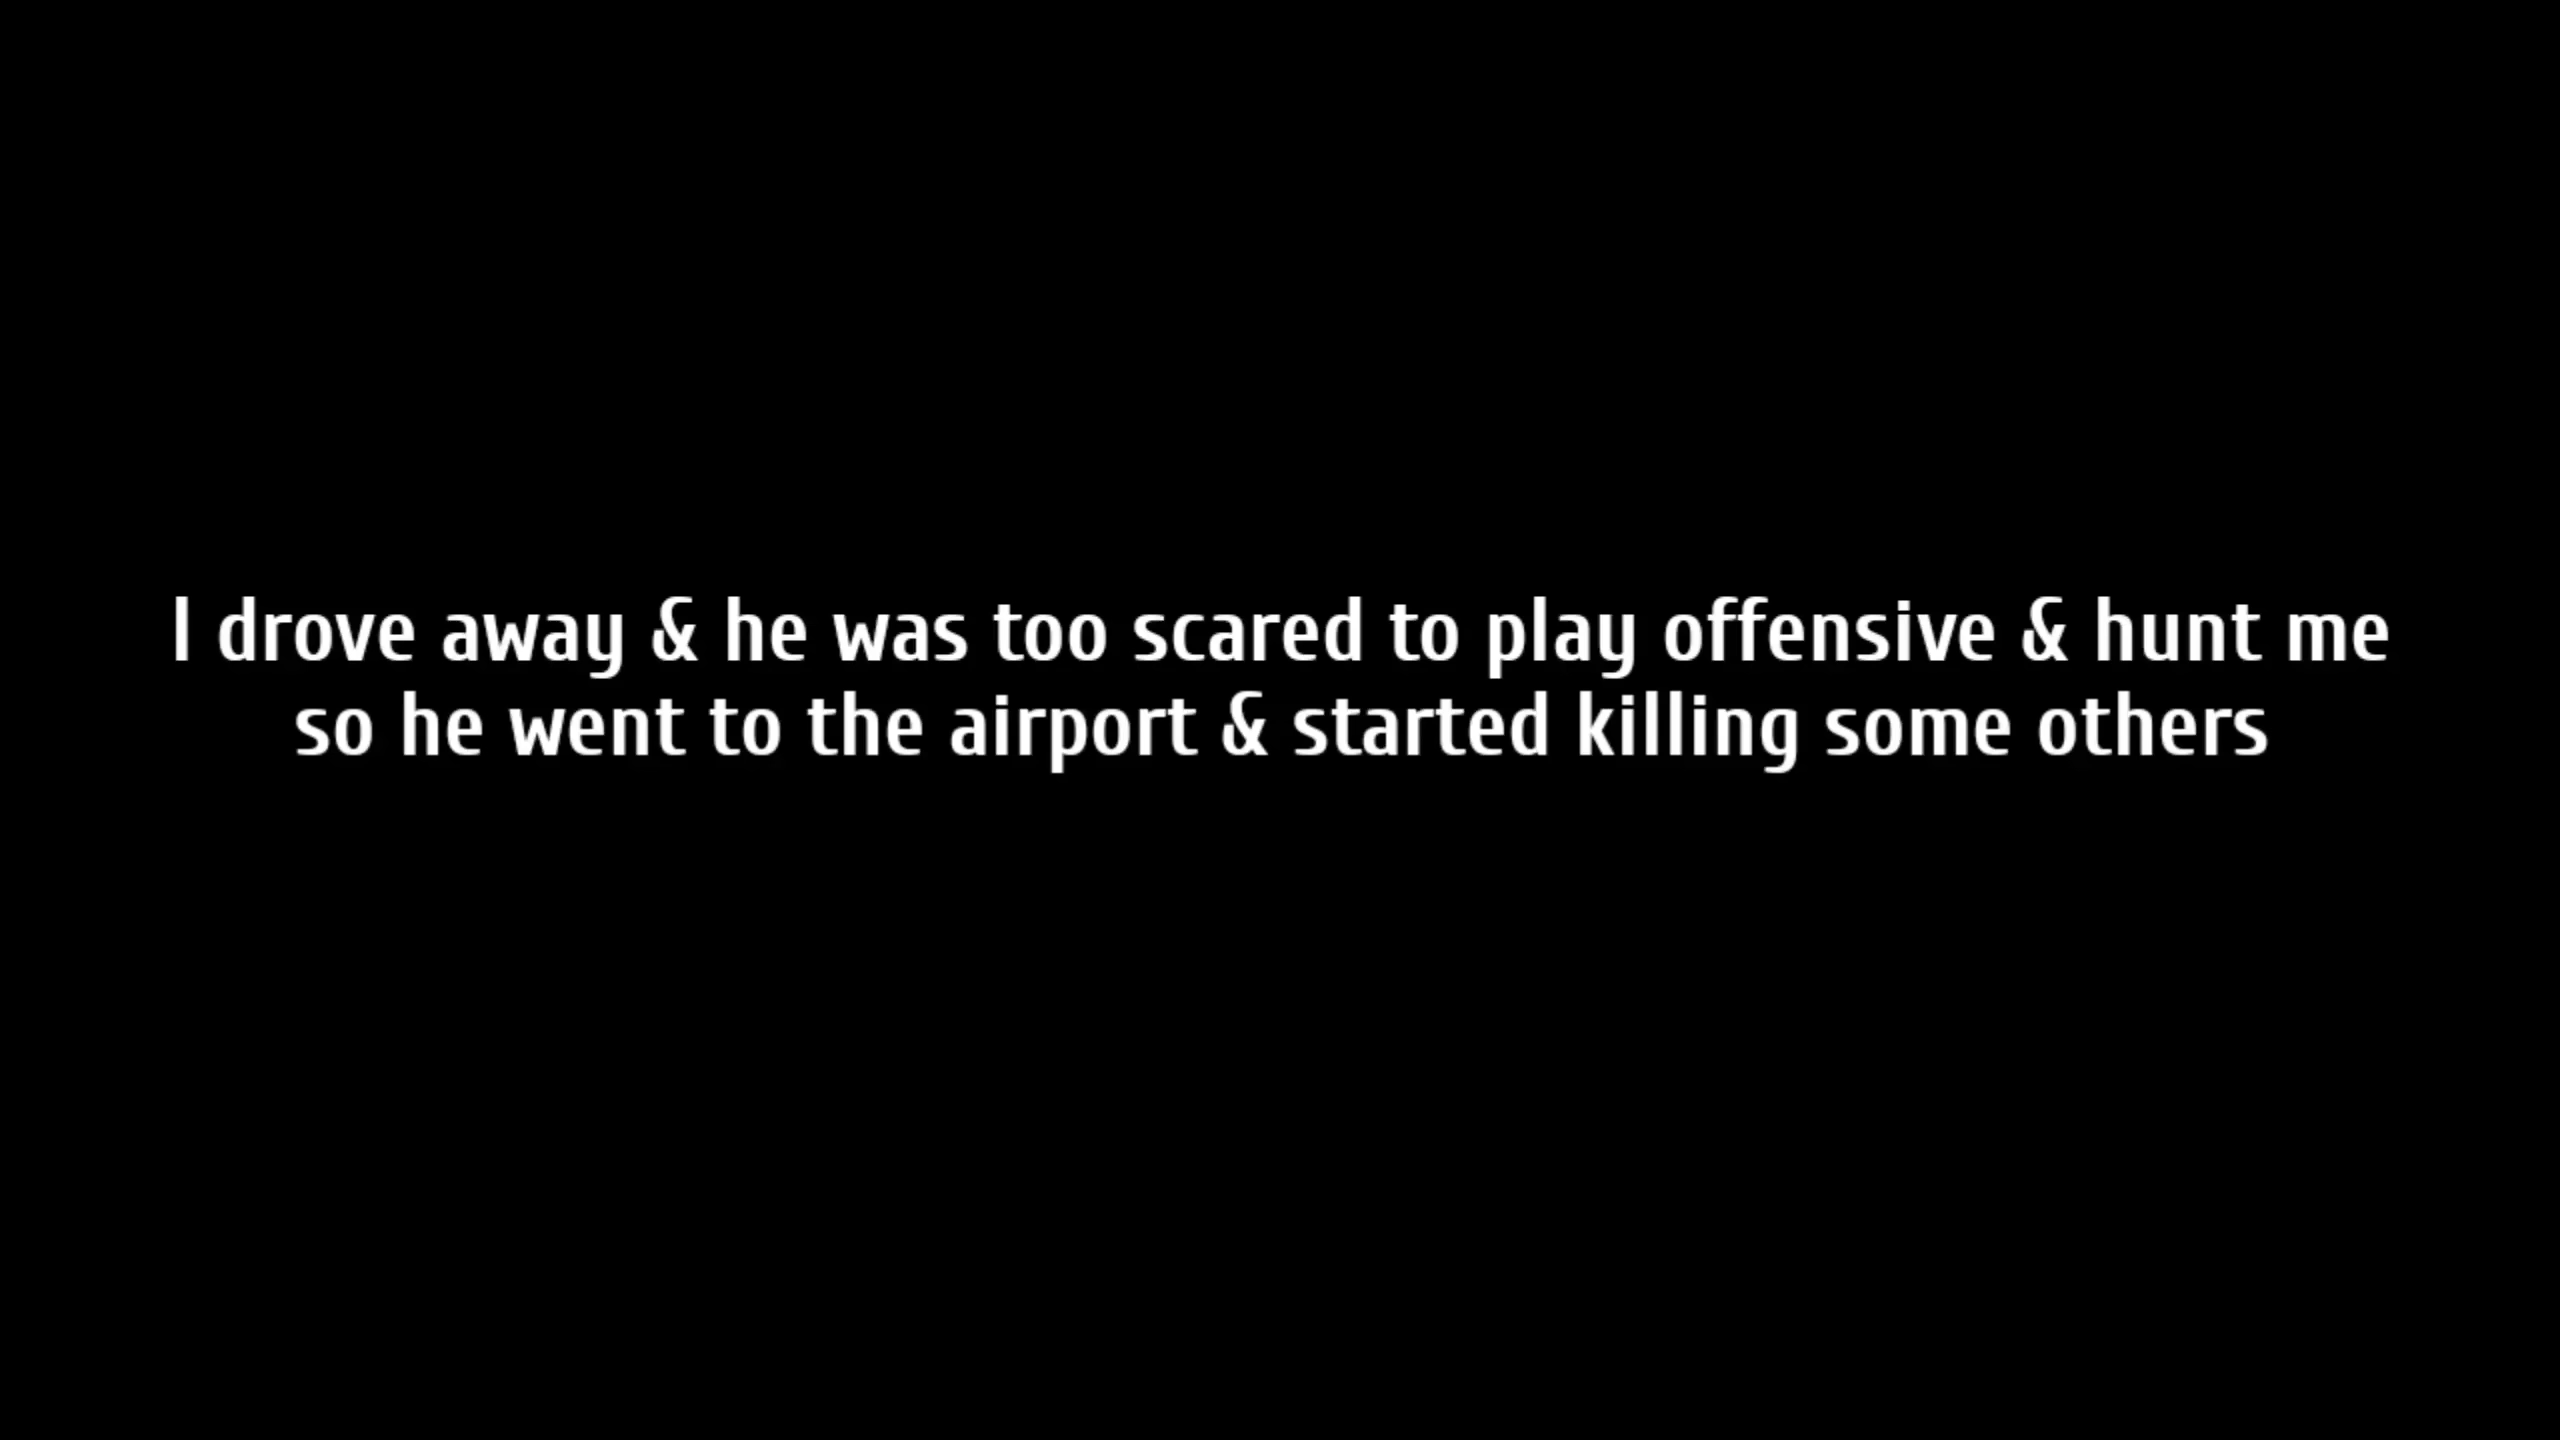 I drove away & he was too scared to play offensive & hunt me
so he went to the airport & started killing some others